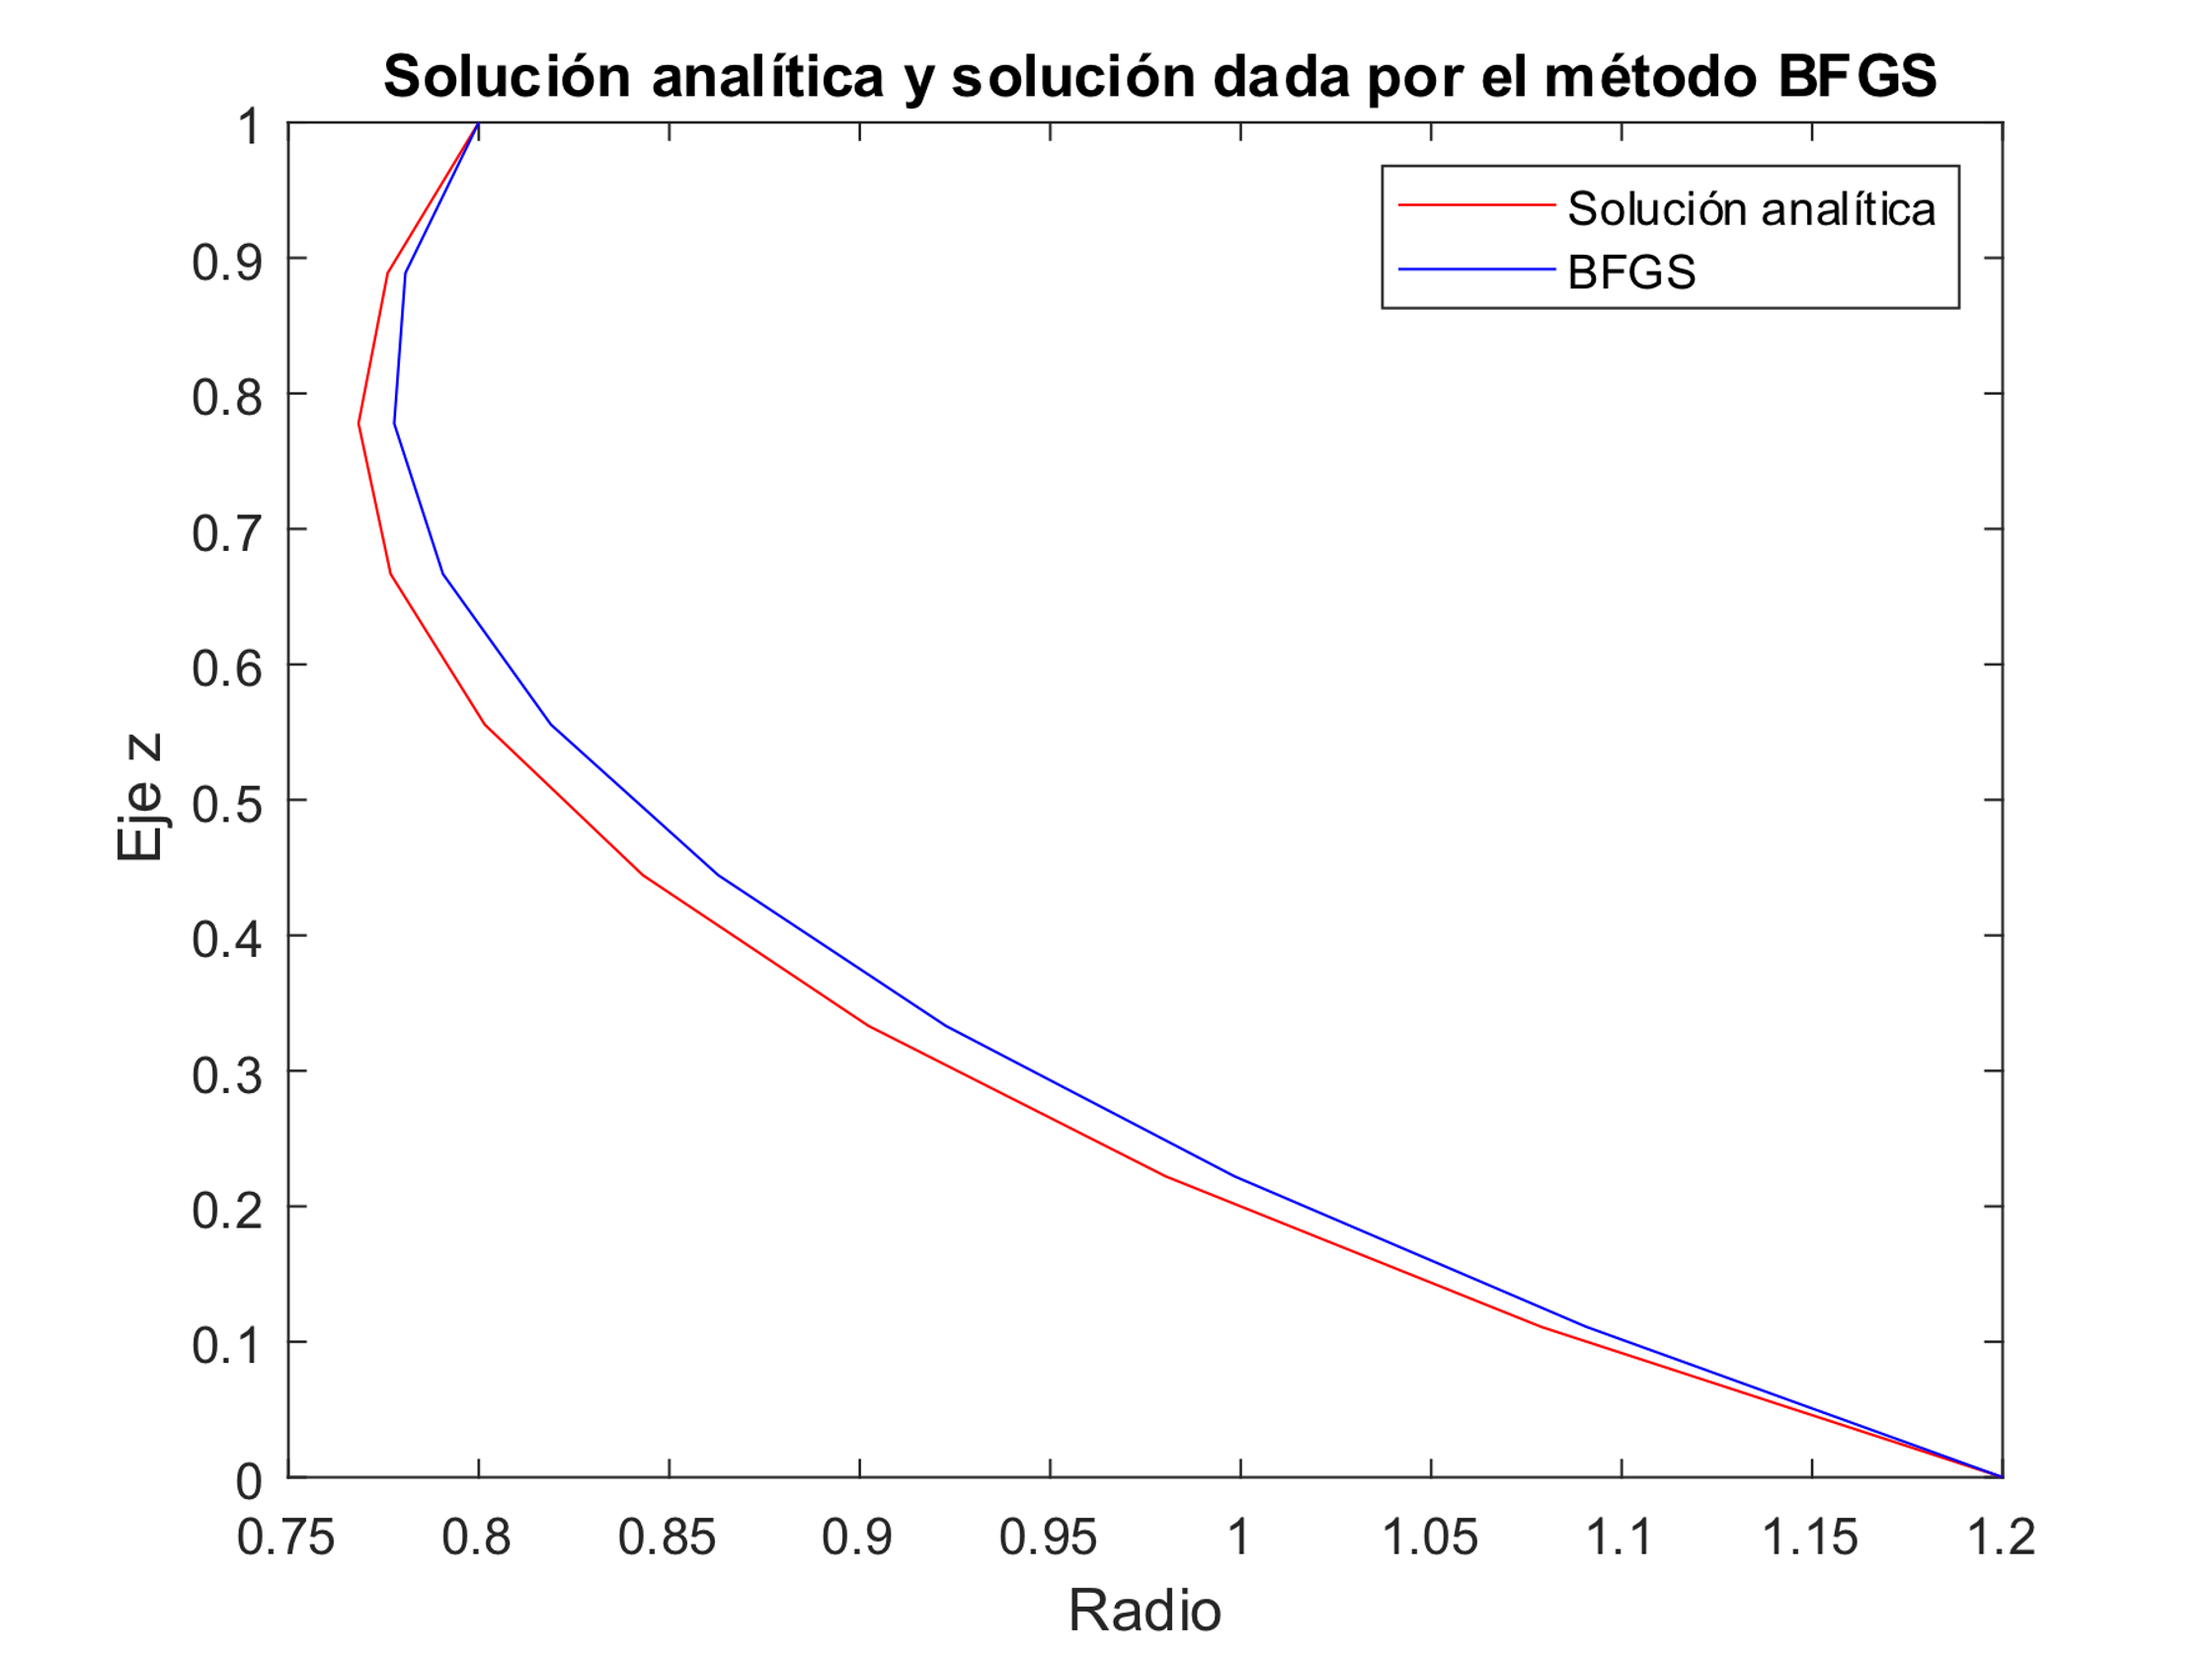 Solución analítica y solución dada por el método BFGS
Solución analítica
BFGS
1
0.9
0.8
0.7
0.6
0.5
0.4
0.3
0.2
0.1
0
Eje z
0.75 0.8 0.85 0.9 0.95 1 1.05 1.1 1.15 1.2
Radio